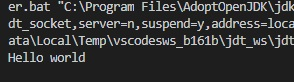 er.bat "C:\Program Files\AdoptOpenJDK\jdk
dt_socket,server=n,suspend=y,address=loca
ata\Local\Temp\vscodesws_b161b\jdt_ws\jdt
Hello world